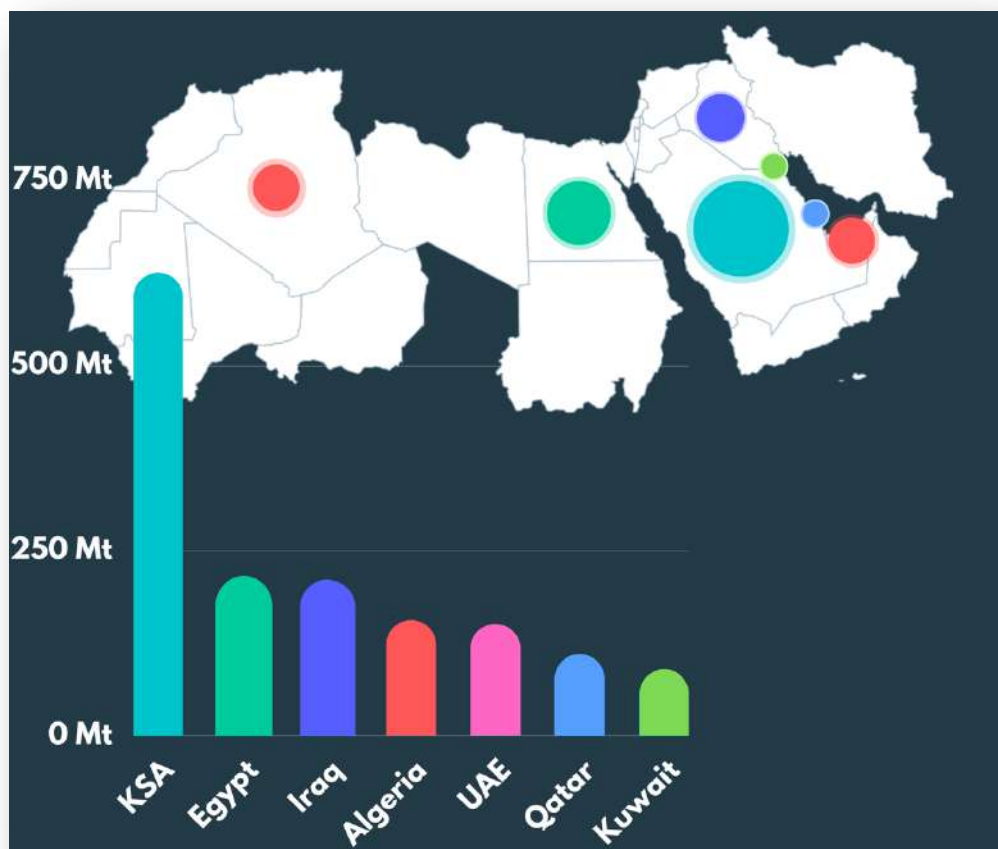 750 Mt
500 Mt
250 Mt
0 Mt
KSA
Egypt
Iraq
Algeria
UAE
Qatar
Kuwait